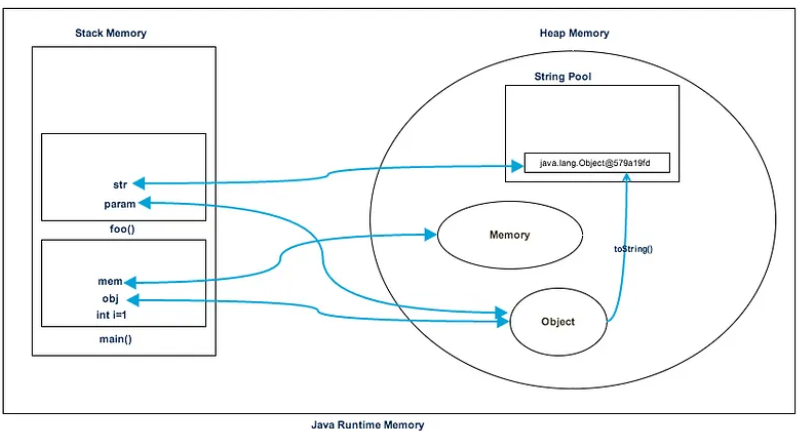 Stack Memory
Heap Memory
String Pool
java.lang.Object@579a19fd
str
param
foo()
Memory
toString()
mem
obj
int i=1
main()
Object
Java Runtime Memory